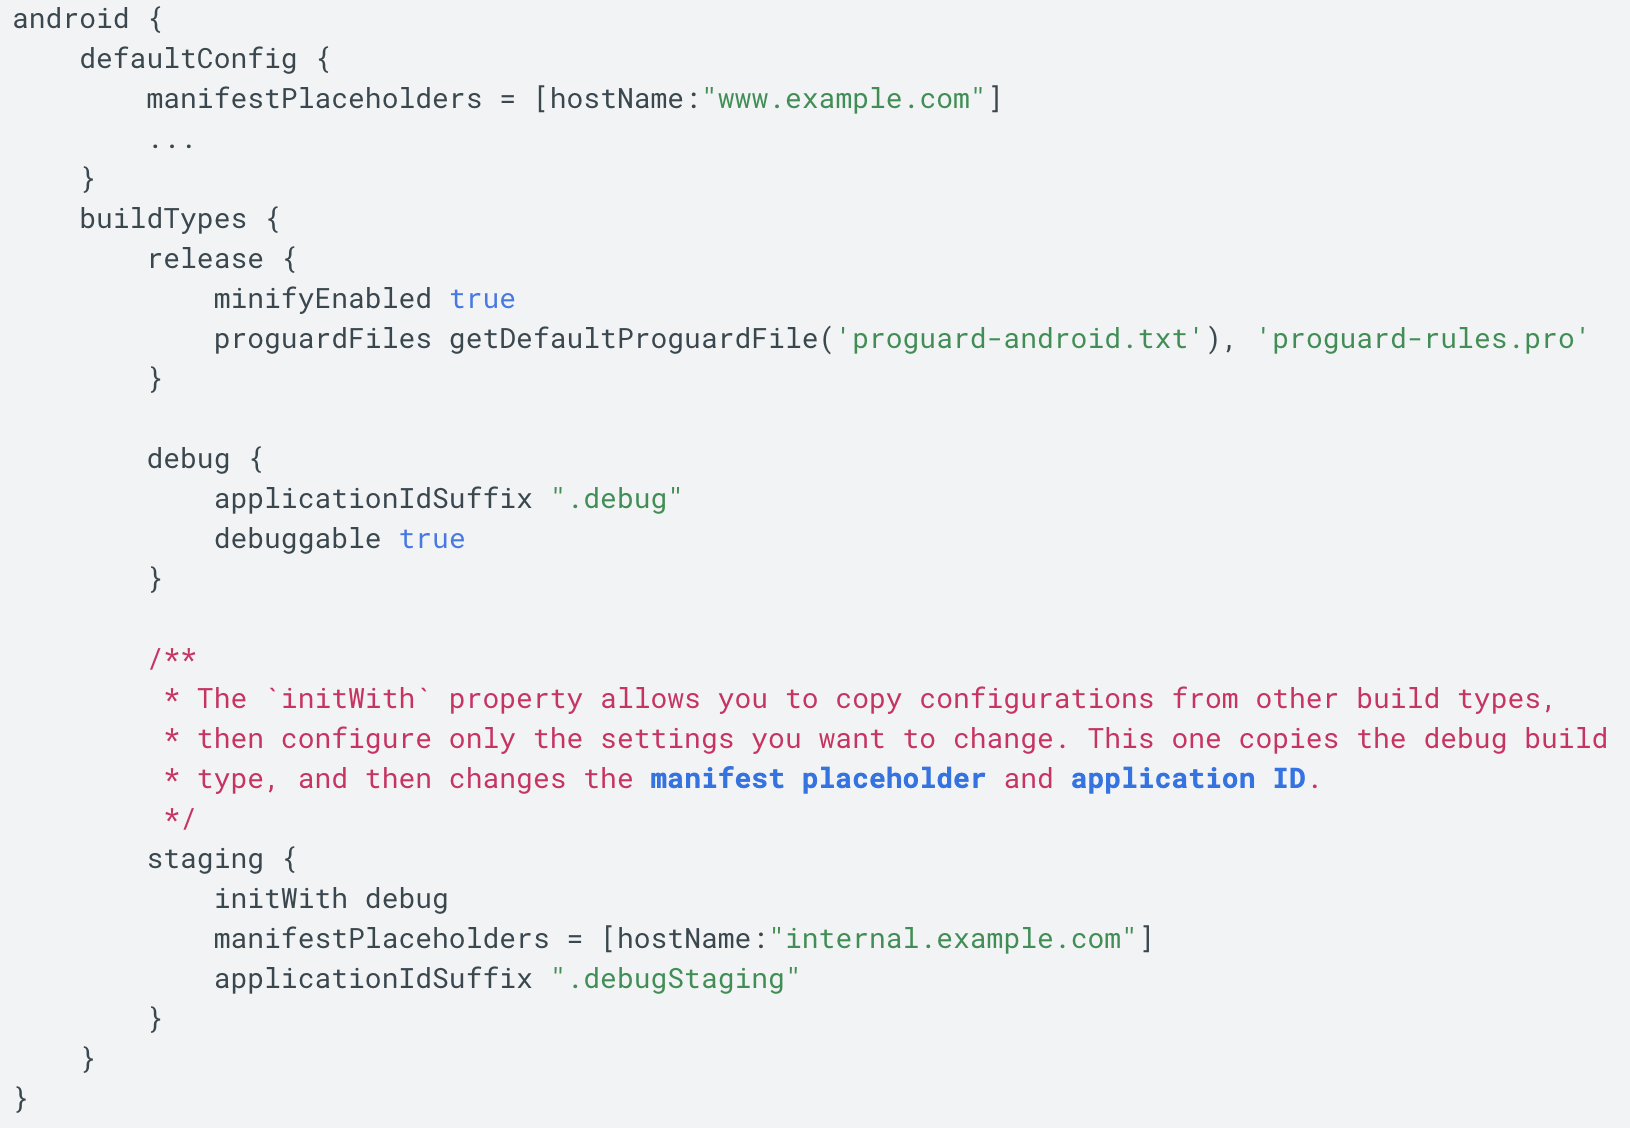 android {
    defaultConfig {
        manifestPlaceholders = [hostName:"www.example.com"]
        ...
    }
    buildTypes {
        release {
            minifyEnabled true
            proguardFiles getDefaultProguardFile('proguard-android.txt'), 'proguard-rules.pro'
        }

        debug {
            applicationIdSuffix ".debug"
            debuggable true
        }

        /**
         * The `initWith` property allows you to copy configurations from other build types,
         * then configure only the settings you want to change. This one copies the debug build
         * type, and then changes the manifest placeholder and application ID.
         */
        staging {
            initWith debug
            manifestPlaceholders = [hostName:"internal.example.com"]
            applicationIdSuffix ".debugStaging"
        }
    }
}